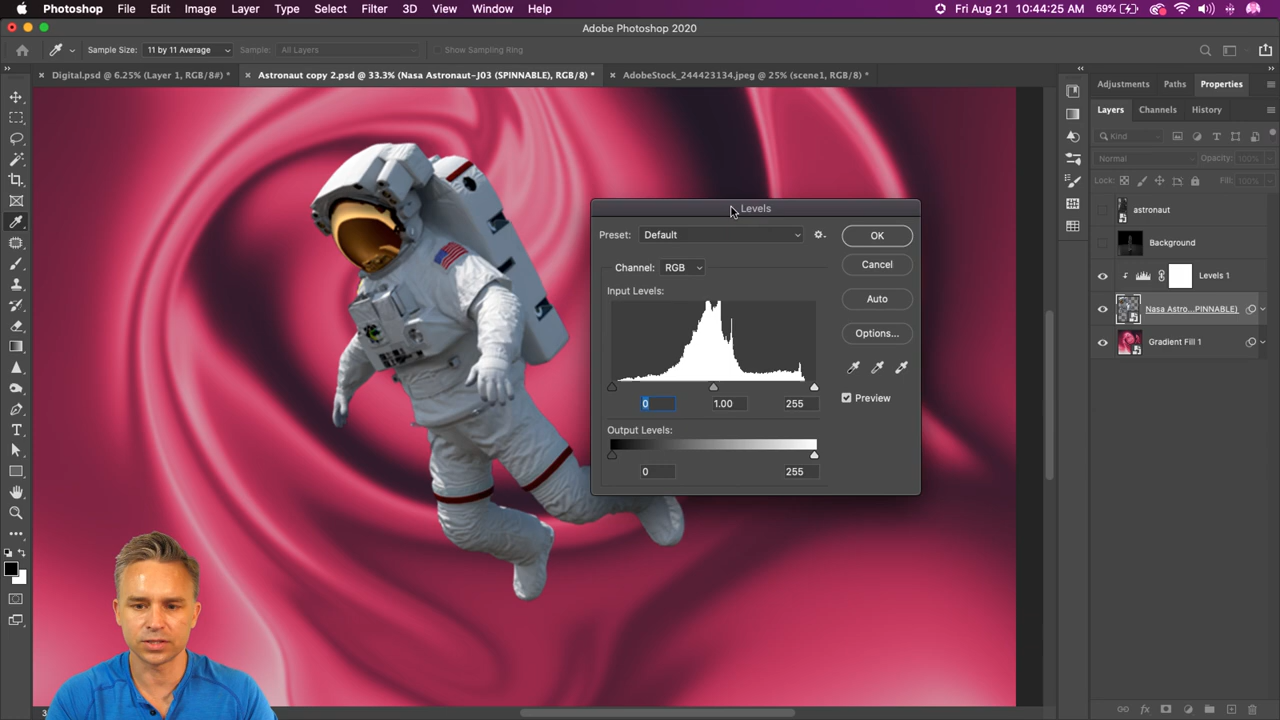 Photoshop File Edit Image Layer Type Select Filter 3D View Window Help Fri Aug 21 10:44:25 69%
Adobe Photoshop 2020
Sample Size: 11 by 11 Average Sample: All Layers Show Sampling Ring
Digital.psd @ 6.25% (Layer 1, RGB/8#) * Astronaut copy 2.psd @ 33.3% (Nasa Astronaut-J03 (SPINNABLE), RGB/8) * AdobeStock_244423134.jpeg @ 25% (scene1, RGB/8) *
Adjustments Paths Properties
Layers Channels History
Kind
Normal Opacity: 100%
Lock: Fill: 100%
astronaut
Background
Levels 1
Nasa Astro...PINNABLE)
Gradient Fill 1
Levels
Preset: Default
OK
Channel: RGB
Cancel
Input Levels:
Auto
Options...
Preview
0 1.00 255
Output Levels:
0 255